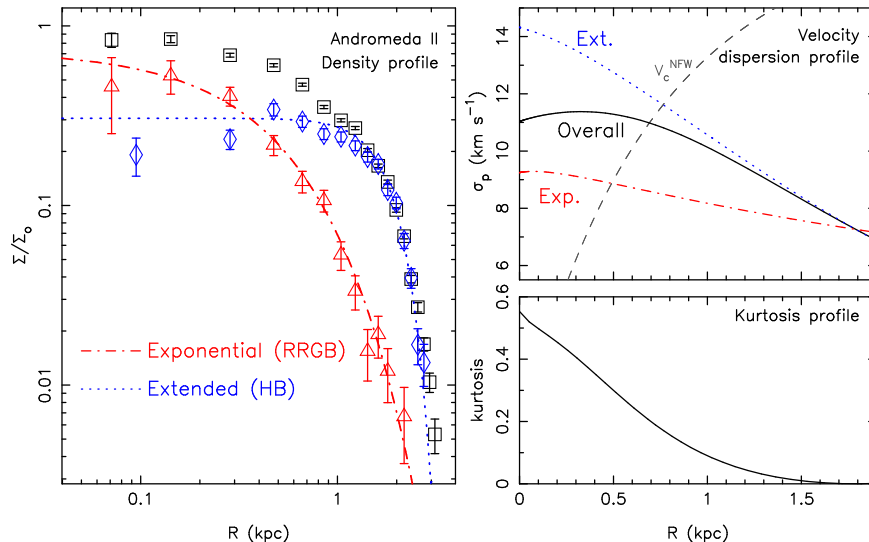 Andromeda II
Density profile
1
0.1
0.01
Σ/Σₒ
Exponential (RRGB)
Extended (HB)
0.1
1
R (kpc)
Velocity
dispersion profile
14
12
10
8
6
σₚ (km s⁻¹)
Ext.
V_c^NFW
Overall
Exp.
Kurtosis profile
0.6
0.4
0.2
0
kurtosis
0
0.5
1
1.5
R (kpc)